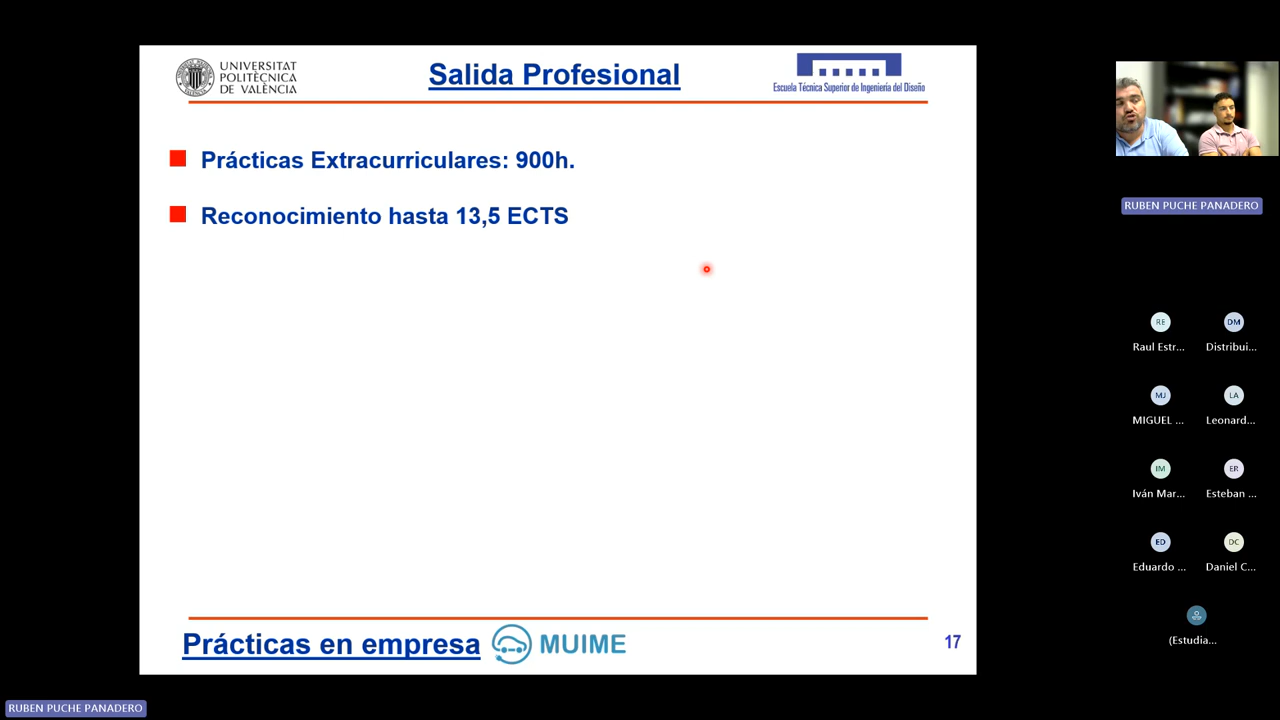 UNIVERSITAT
POLITÈCNICA
DE VALÈNCIA
Salida Profesional
Escuela Técnica Superior de Ingeniería del Diseño
Prácticas Extracurriculares: 900h.
Reconocimiento hasta 13,5 ECTS
Prácticas en empresa
MUIME
17
RUBEN PUCHE PANADERO
RE
DM
Raul Estr...
Distribui...
MJ
LA
MIGUEL ...
Leonard...
IM
ER
Iván Mar...
Esteban ...
ED
DC
Eduardo ...
Daniel C...
(Estudia...
RUBEN PUCHE PANADERO